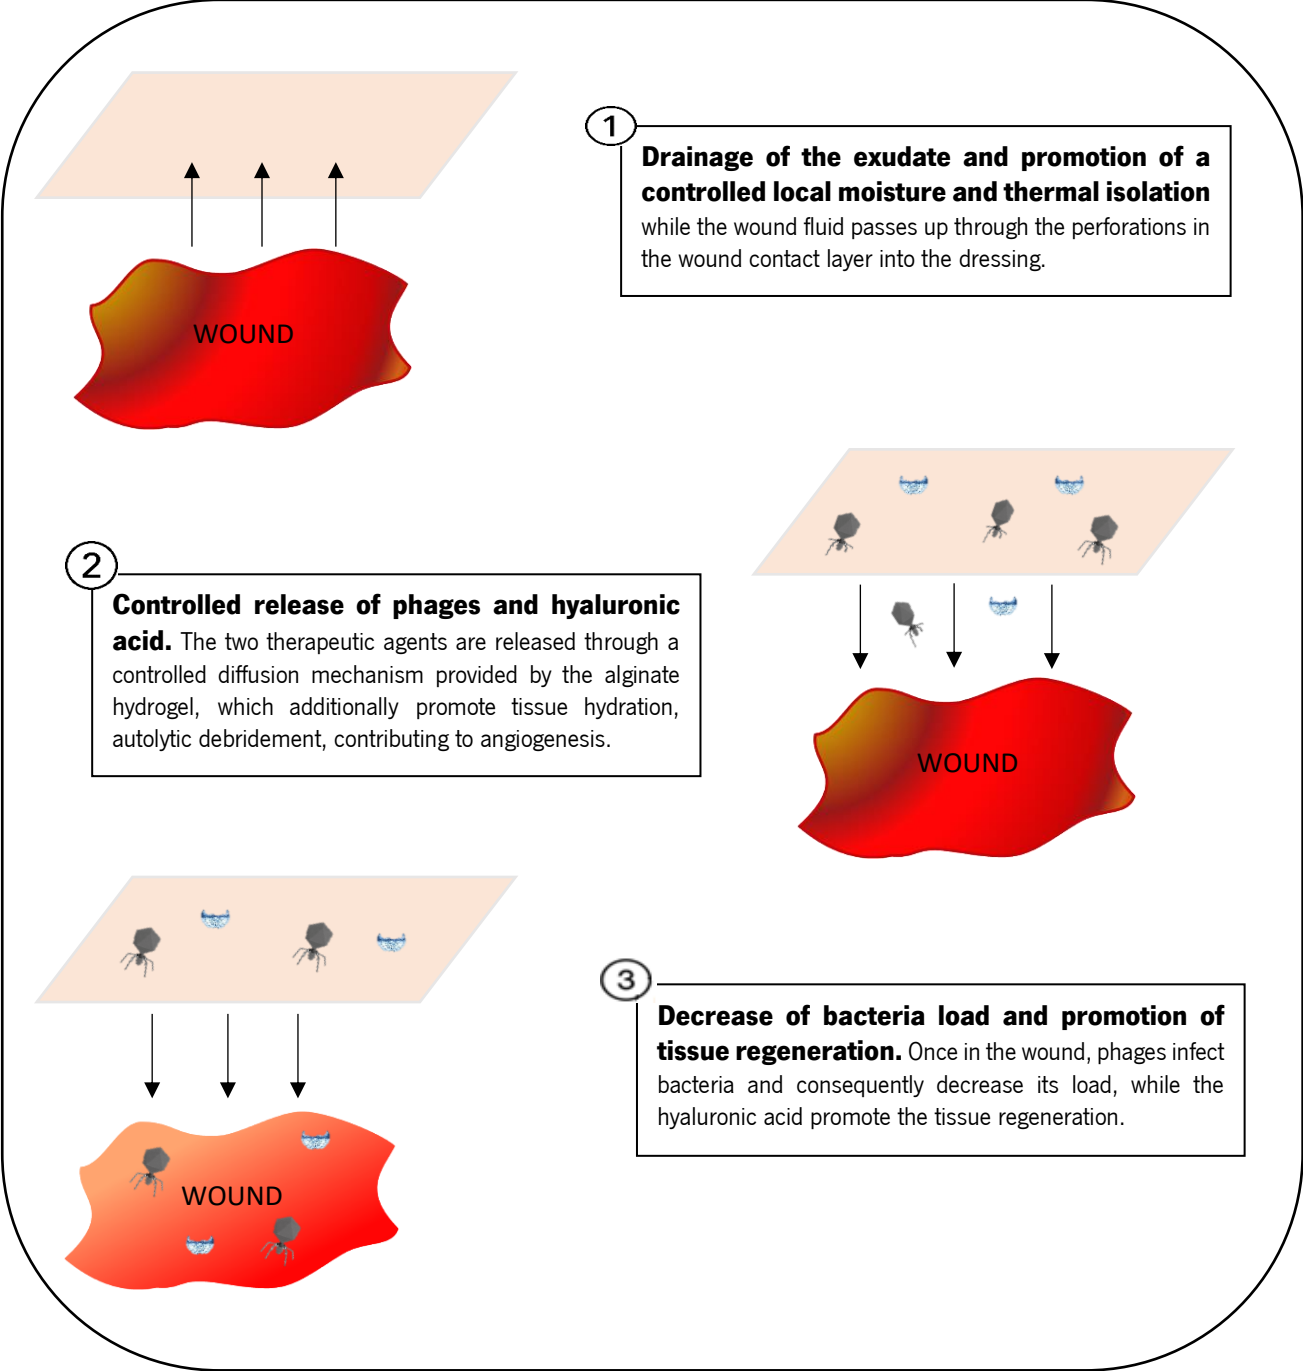 1
Drainage of the exudate and promotion of a
controlled local moisture and thermal isolation
while the wound fluid passes up through the perforations in
the wound contact layer into the dressing.
WOUND
2
Controlled release of phages and hyaluronic
acid. The two therapeutic agents are released through a
controlled diffusion mechanism provided by the alginate
hydrogel, which additionally promote tissue hydration,
autolytic debridement, contributing to angiogenesis.
WOUND
3
Decrease of bacteria load and promotion of
tissue regeneration. Once in the wound, phages infect
bacteria and consequently decrease its load, while the
hyaluronic acid promote the tissue regeneration.
WOUND